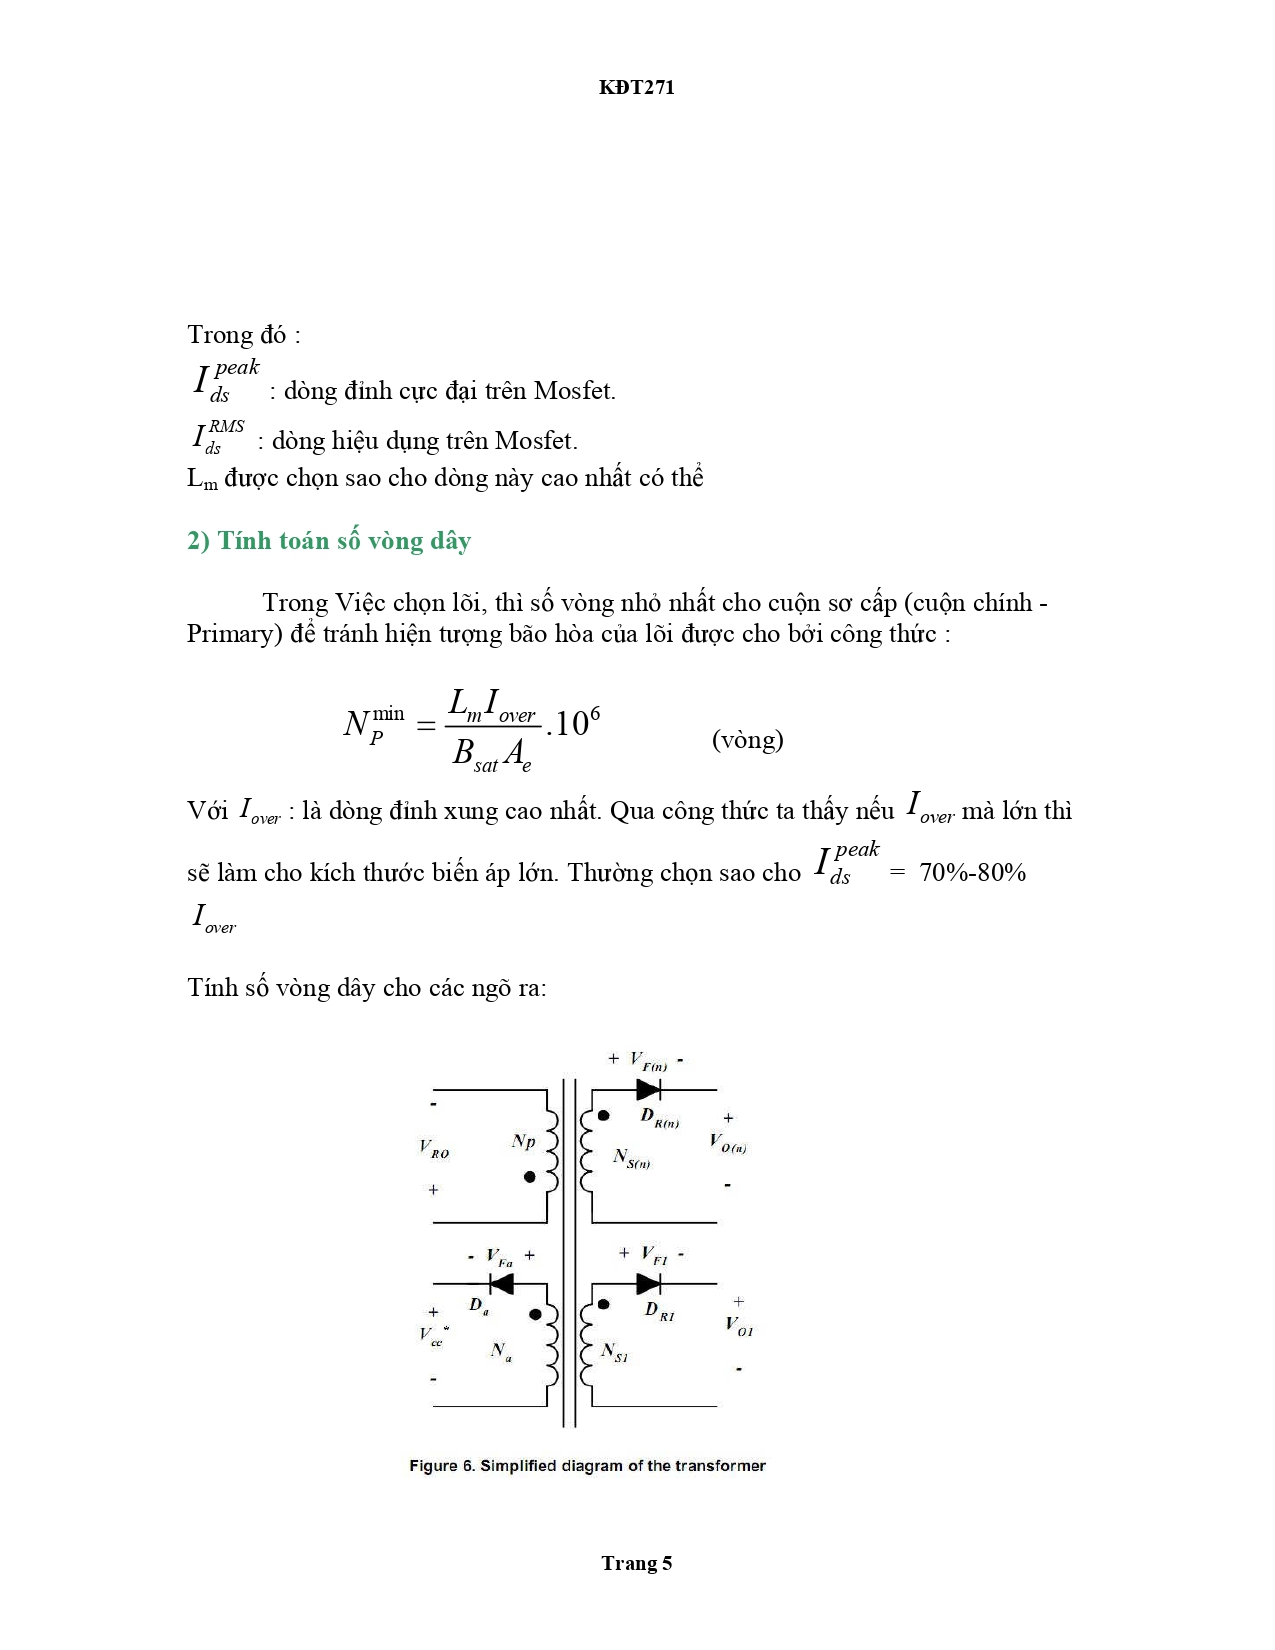 KĐT271
Trong đó :
I_{ds}^{peak} : dòng đỉnh cực đại trên Mosfet.
I_{ds}^{RMS} : dòng hiệu dụng trên Mosfet.
L_m được chọn sao cho dòng này cao nhất có thể
2) Tính toán số vòng dây
Trong Việc chọn lõi, thì số vòng nhỏ nhất cho cuộn sơ cấp (cuộn chính -
Primary) để tránh hiện tượng bão hòa của lõi được cho bởi công thức :
N_P^{min} = \frac{L_m I_{over}}{B_{sat} A_e}.10^6 (vòng)
Với I_{over} : là dòng đỉnh xung cao nhất. Qua công thức ta thấy nếu I_{over} mà lớn thì
sẽ làm cho kích thước biến áp lớn. Thường chọn sao cho I_{ds}^{peak} = 70%-80%
I_{over}
Tính số vòng dây cho các ngõ ra:
+ V_{F(n)} -
- D_{R(n)} +
V_{RO} Np N_{S(n)} V_{O(n)}
+ -
- V_{Fa} + + V_{F1} -
+ D_a D_{R1} +
V_{cc}* N_a N_{S1} V_{O1}
- -
Figure 6. Simplified diagram of the transformer
Trang 5